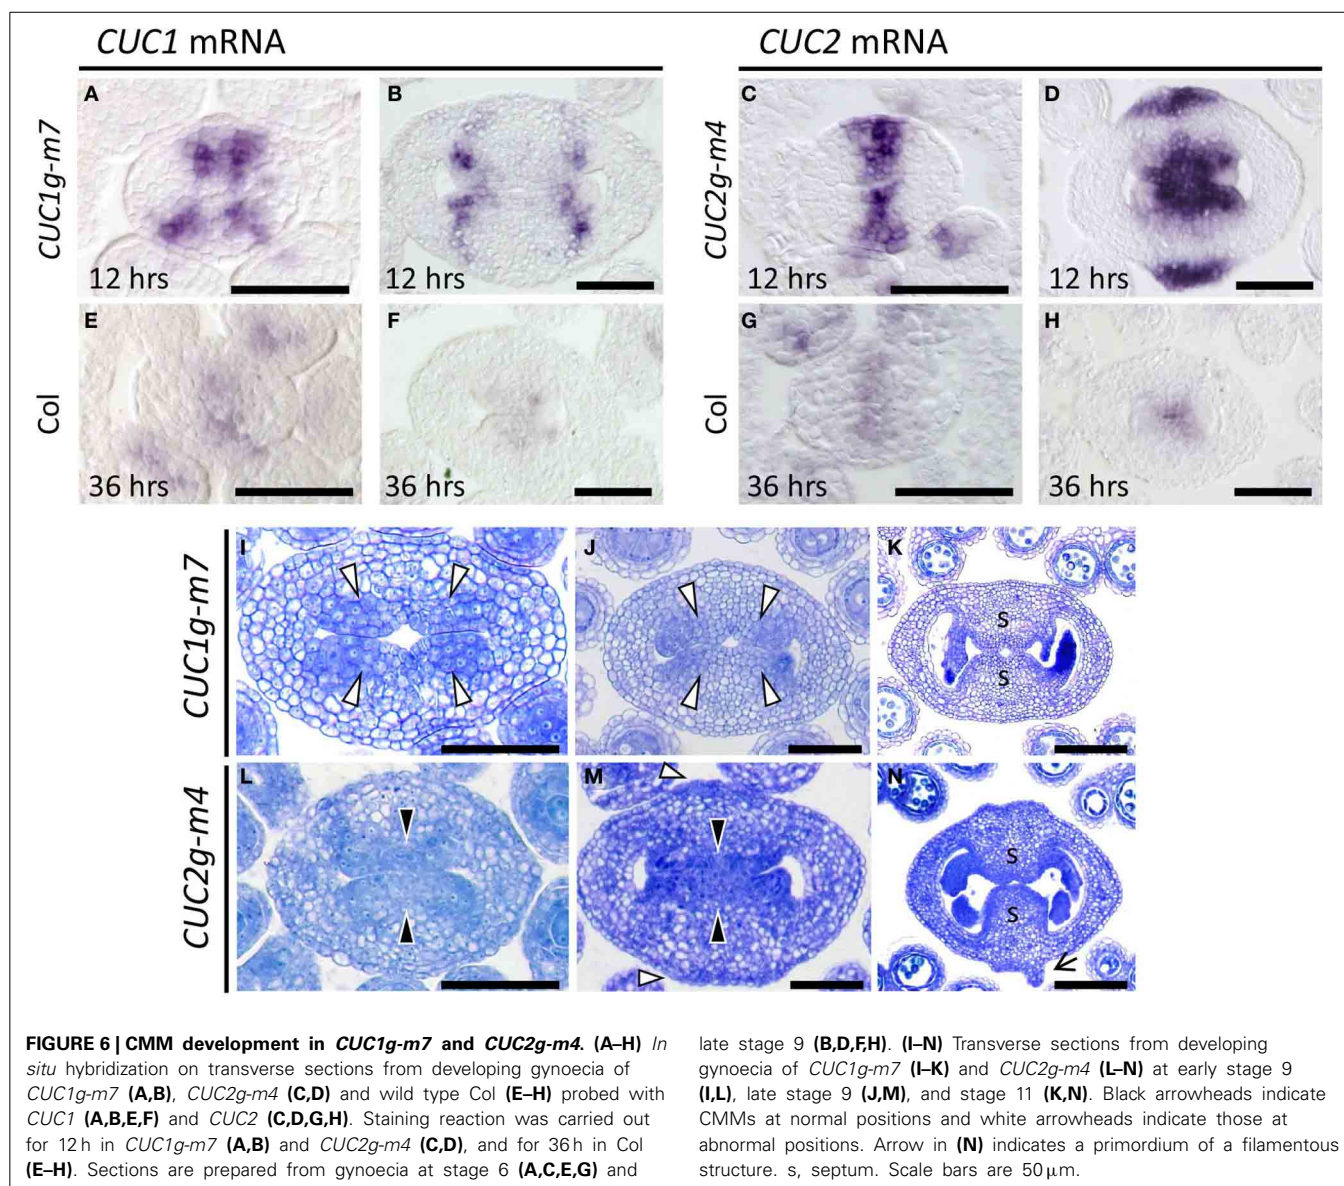 CUC1 mRNA
CUC2 mRNA
CUC1g-m7
A
12 hrs
B
12 hrs
CUC2g-m4
C
12 hrs
D
12 hrs
Col
E
36 hrs
F
36 hrs
Col
G
36 hrs
H
36 hrs
CUC1g-m7
I
J
K
S
S
CUC2g-m4
L
M
N
S
S
FIGURE 6 | CMM development in CUC1g-m7 and CUC2g-m4. (A–H) In
situ hybridization on transverse sections from developing gynoecia of
CUC1g-m7 (A,B), CUC2g-m4 (C,D) and wild type Col (E–H) probed with
CUC1 (A,B,E,F) and CUC2 (C,D,G,H). Staining reaction was carried out
for 12 h in CUC1g-m7 (A,B) and CUC2g-m4 (C,D), and for 36 h in Col
(E–H). Sections are prepared from gynoecia at stage 6 (A,C,E,G) and
late stage 9 (B,D,F,H). (I–N) Transverse sections from developing
gynoecia of CUC1g-m7 (I–K) and CUC2g-m4 (L–N) at early stage 9
(I,L), late stage 9 (J,M), and stage 11 (K,N). Black arrowheads indicate
CMMs at normal positions and white arrowheads indicate those at
abnormal positions. Arrow in (N) indicates a primordium of a filamentous
structure. s, septum. Scale bars are 50 μm.